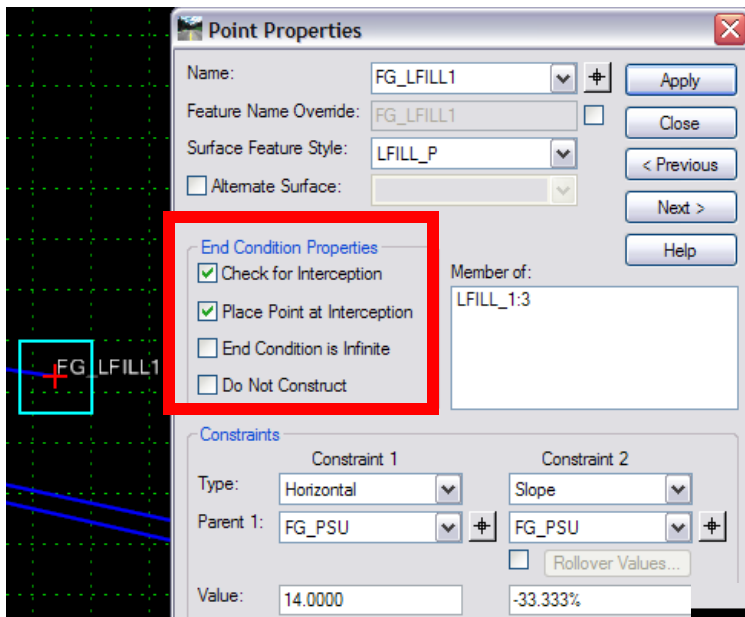 Point Properties
Name: FG_LFILL1 Apply
Feature Name Override: FG_LFILL1 Close
Surface Feature Style: LFILL_P < Previous
Alternate Surface: Next >
End Condition Properties Help
Check for Interception Member of:
Place Point at Interception LFILL_1:3
End Condition is Infinite
FG_LFILL1
Do Not Construct
Constraints
Constraint 1 Constraint 2
Type: Horizontal Slope
Parent 1: FG_PSU FG_PSU
Rollover Values...
Value: 14.0000 -33.333%